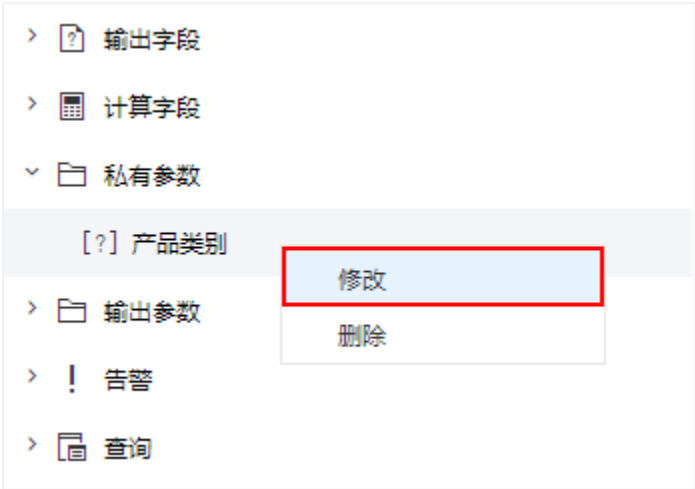 输出字段
计算字段
私有参数
[?] 产品类别
修改
输出参数
删除
告警
查询